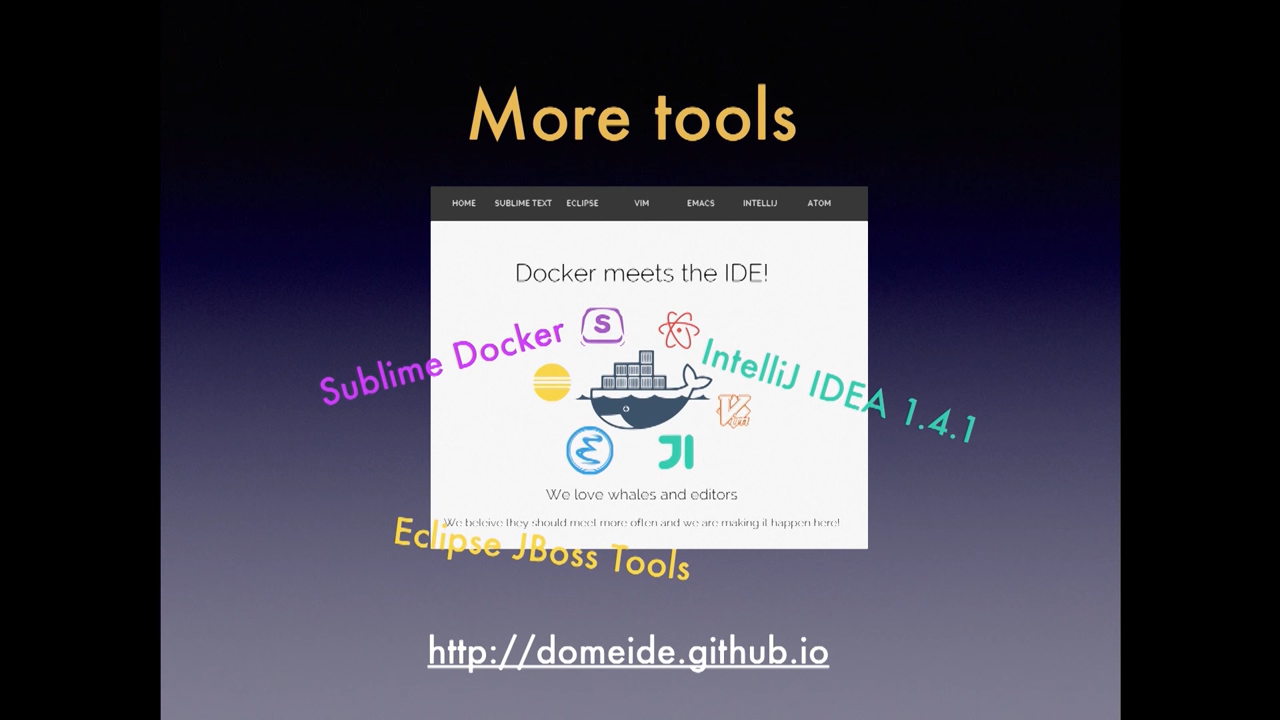 More tools
HOME SUBLIME TEXT ECLIPSE VIM EMACS INTELLIJ ATOM
Docker meets the IDE!
S
Sublime Docker
IntelliJ IDEA 1.4.1
JI
We love whales and editors
We beleive they should meet more often and we are making it happen here!
Eclipse JBoss Tools
http://domeide.github.io